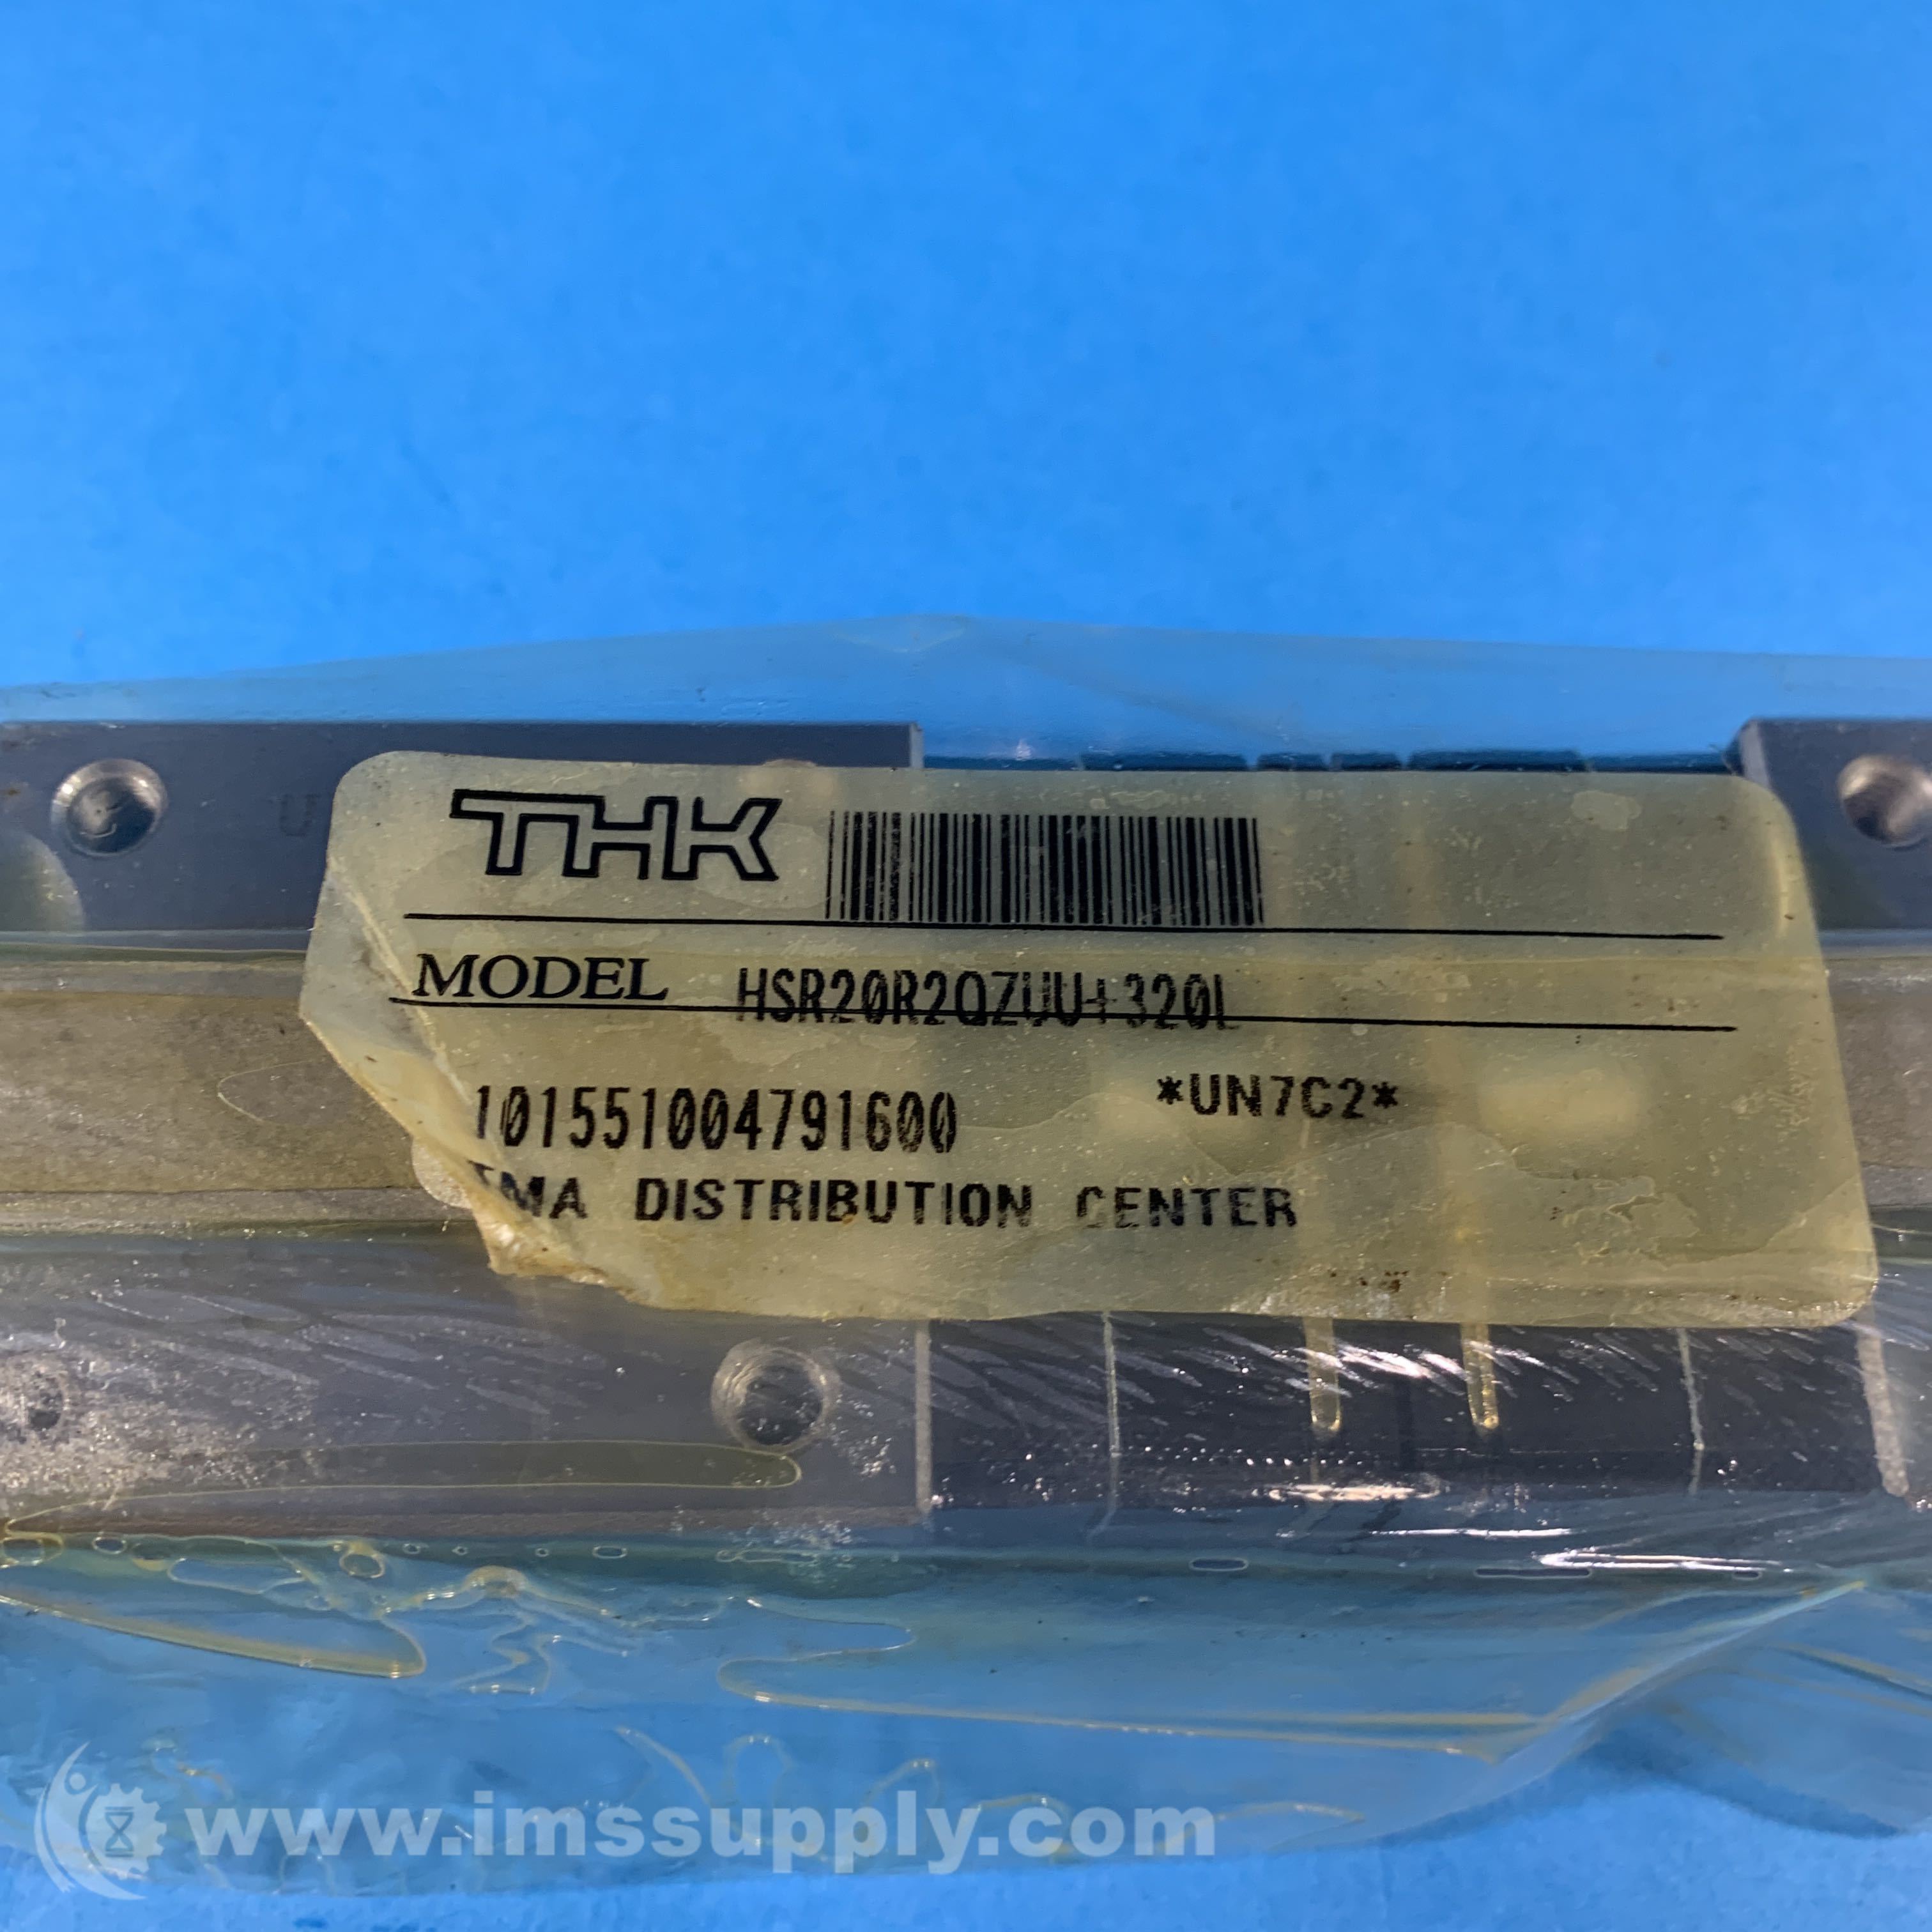 THK
MODEL HSR20R2QZUU+320L
101551004791600 *UN7C2*
TMA DISTRIBUTION CENTER
www.imssupply.com